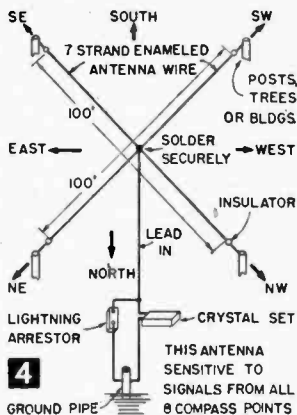 SE
SOUTH
SW
7 STRAND ENAMELED
ANTENNA WIRE
POSTS,
TREES
OR BLDGS.
100'
EAST
SOLDER
SECURELY
WEST
100'
INSULATOR
LEAD
IN
NORTH
NE
NW
LIGHTNING
ARRESTOR
CRYSTAL SET
4
GROUND PIPE
THIS ANTENNA
SENSITIVE TO
SIGNALS FROM ALL
8 COMPASS POINTS